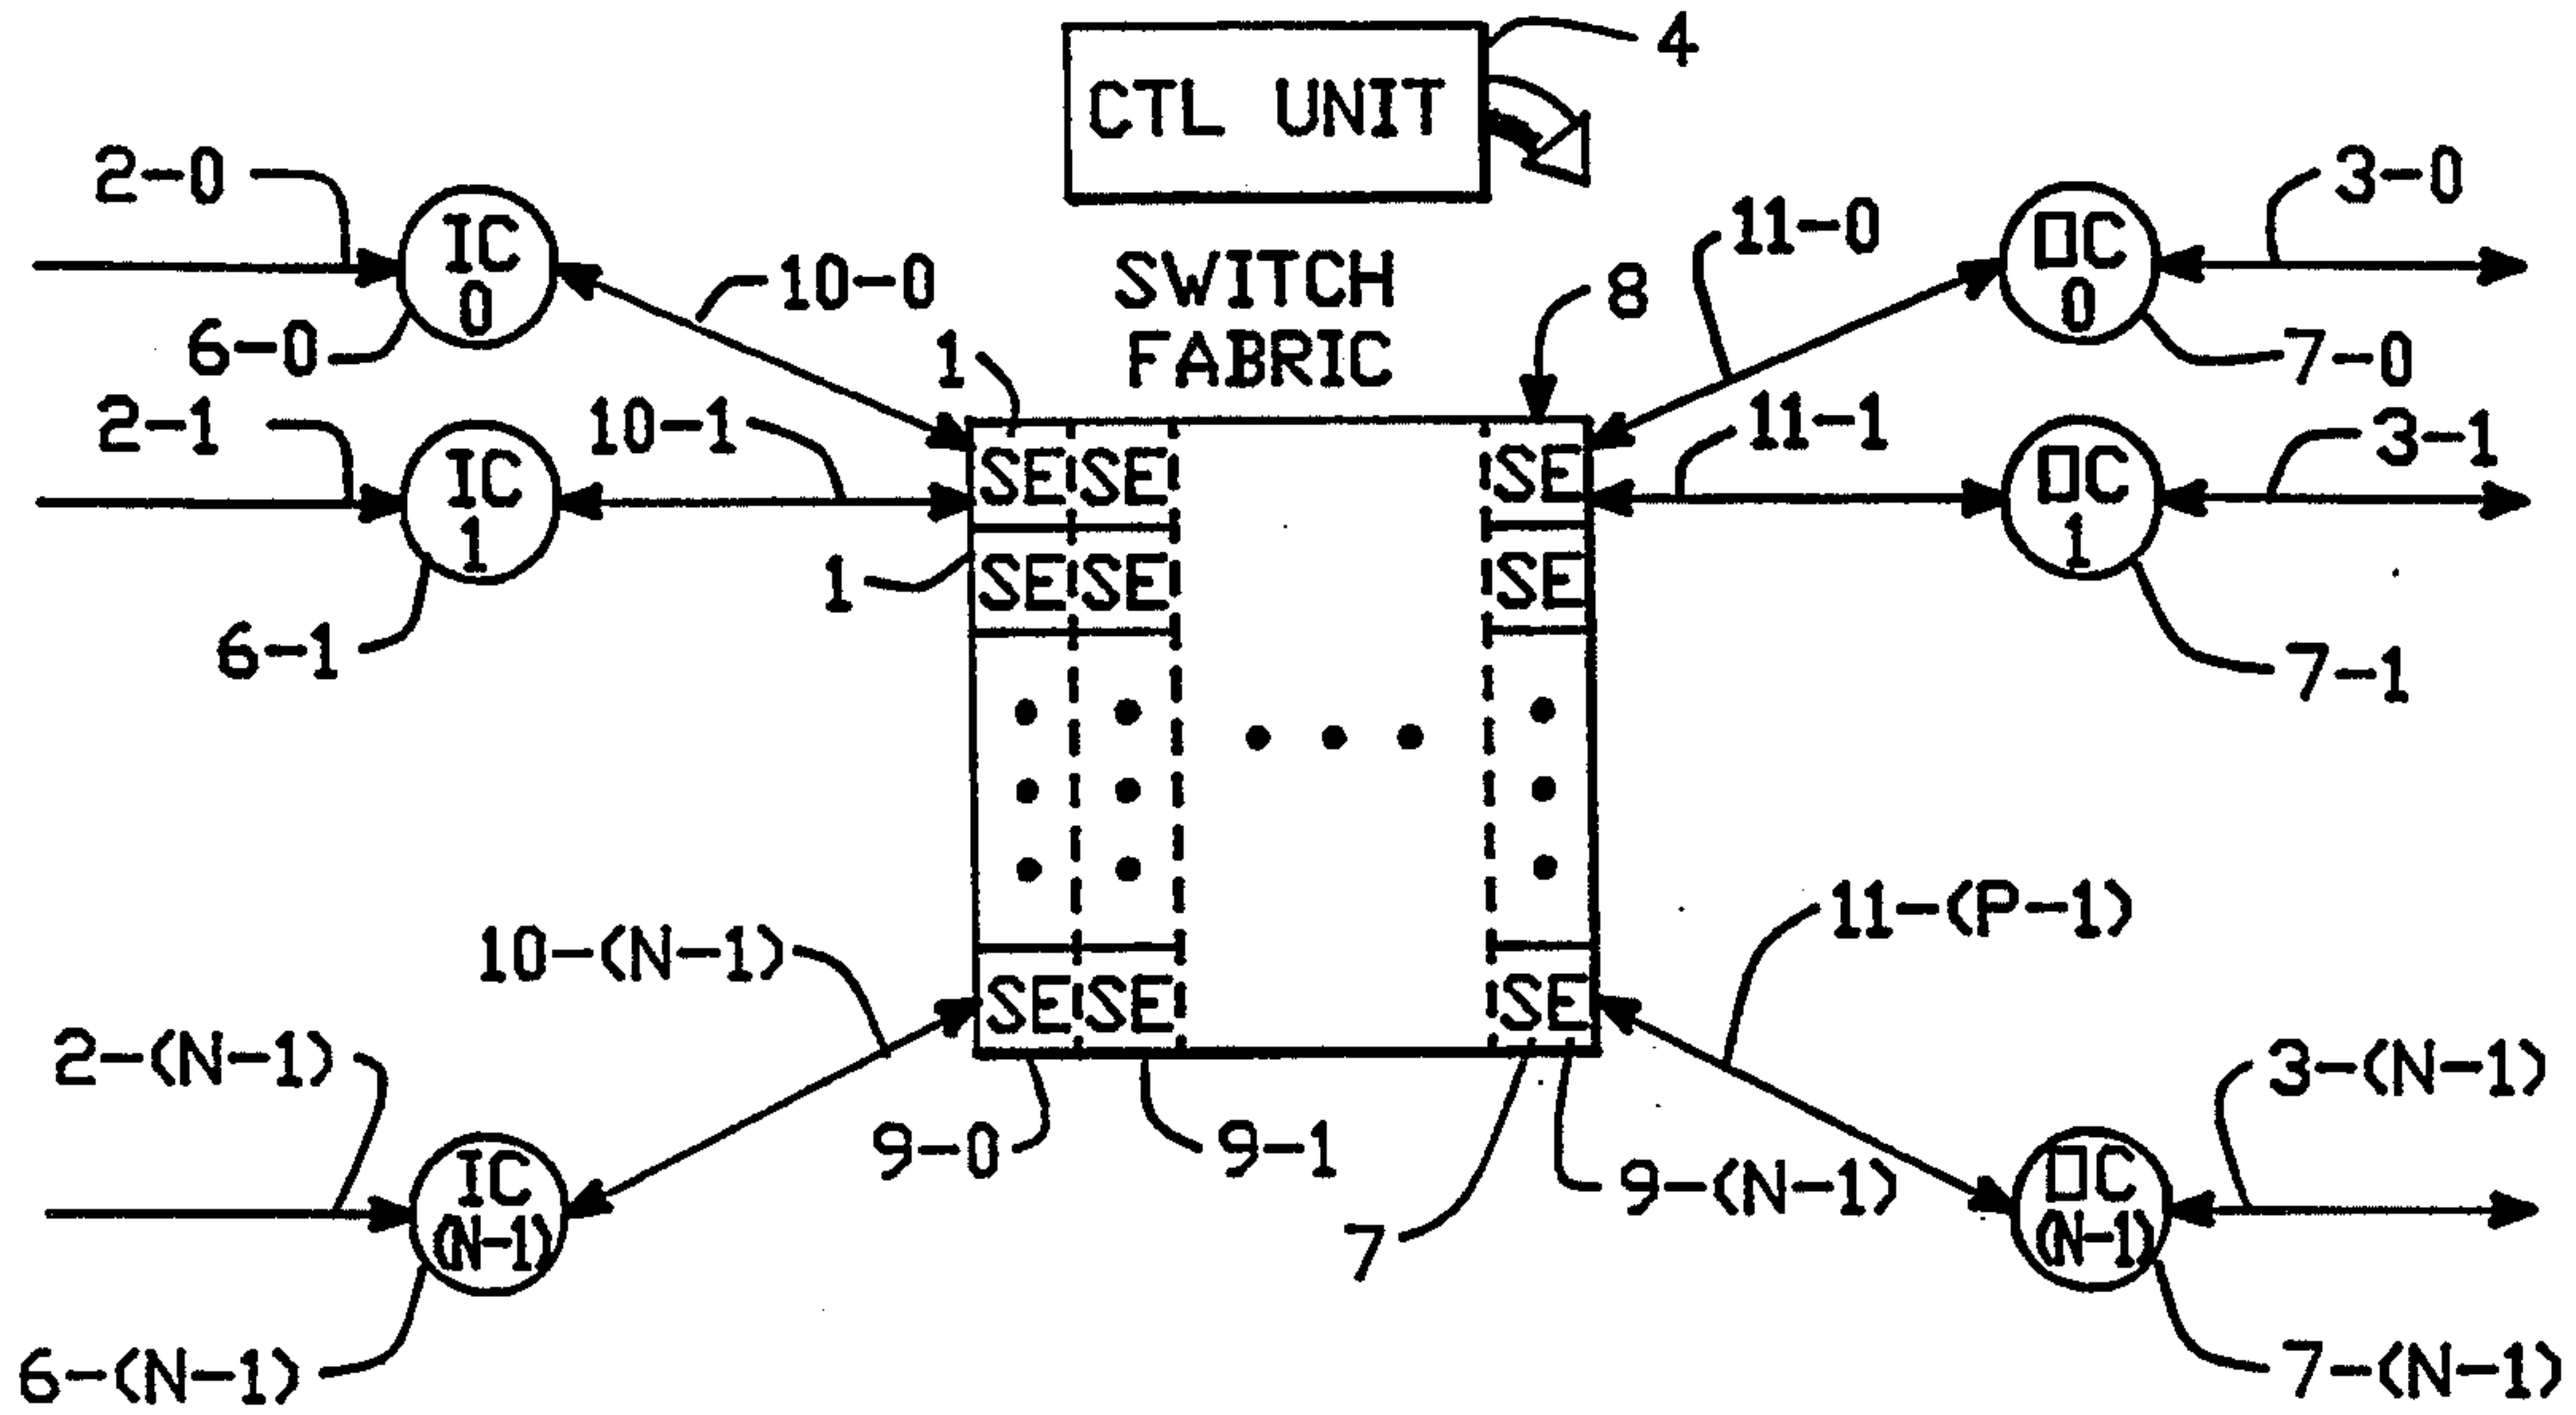 4
CTL UNIT
2-0
3-0
IC
0
OC
0
11-0
10-0
SWITCH
FABRIC
8
6-0
1
7-0
2-1
10-1
11-1
3-1
IC
1
SE SE
SE
OC
1
1
SE SE
SE
6-1
7-1
11-(P-1)
10-(N-1)
SE SE
SE
2-(N-1)
3-(N-1)
9-0
9-1
9-(N-1)
IC
(N-1)
7
OC
(N-1)
6-(N-1)
7-(N-1)